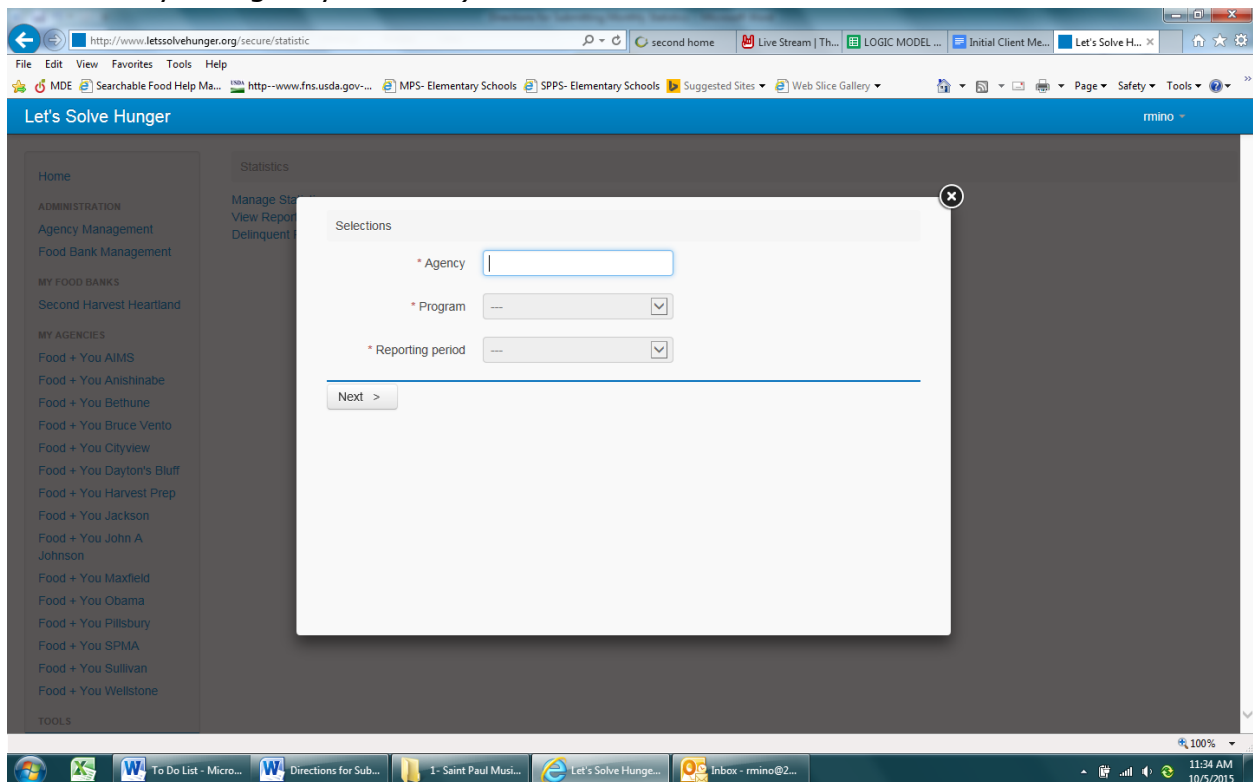 http://www.letssolvehunger.org/secure/statistic
second home
Live Stream | Th...
LOGIC MODEL ...
Initial Client Me...
Let's Solve H...
File Edit View Favorites Tools Help
MDE Searchable Food Help Ma... USDA http--www.fns.usda.gov-... MPS- Elementary Schools SPPS- Elementary Schools Suggested Sites Web Slice Gallery Page Safety Tools
Let's Solve Hunger
rmino
Home
ADMINISTRATION
Agency Management
Food Bank Management
MY FOOD BANKS
Second Harvest Heartland
MY AGENCIES
Food + You AIMS
Food + You Anishinabe
Food + You Bethune
Food + You Bruce Vento
Food + You Cityview
Food + You Dayton's Bluff
Food + You Harvest Prep
Food + You Jackson
Food + You John A
Johnson
Food + You Maxfield
Food + You Obama
Food + You Pillsbury
Food + You SPMA
Food + You Sullivan
Food + You Wellstone
TOOLS
Statistics
Manage
View
Delinquent
Selections
* Agency
* Program ---
* Reporting period ---
Next >
100%
To Do List - Micro...
Directions for Sub...
1- Saint Paul Musi...
Let's Solve Hunge...
Inbox - rmino@2...
11:34 AM
10/5/2015